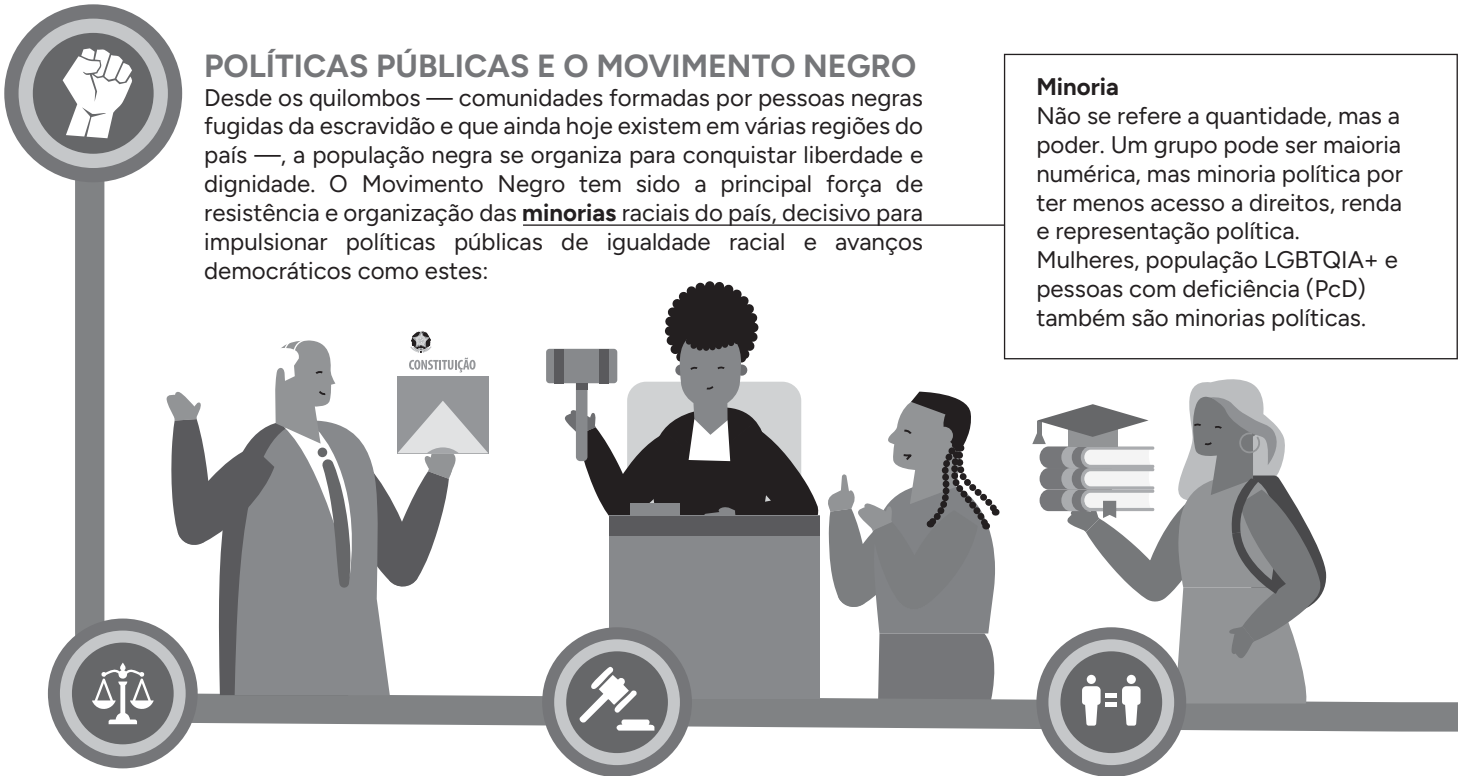 POLÍTICAS PÚBLICAS E O MOVIMENTO NEGRO
Desde os quilombos — comunidades formadas por pessoas negras
fugidas da escravidão e que ainda hoje existem em várias regiões do
país —, a população negra se organiza para conquistar liberdade e
dignidade. O Movimento Negro tem sido a principal força de
resistência e organização das minorias raciais do país, decisivo para
impulsionar políticas públicas de igualdade racial e avanços
democráticos como estes:
Minoria
Não se refere a quantidade, mas a
poder. Um grupo pode ser maioria
numérica, mas minoria política por
ter menos acesso a direitos, renda
e representação política.
Mulheres, população LGBTQIA+ e
pessoas com deficiência (PcD)
também são minorias políticas.
CONSTITUIÇÃO